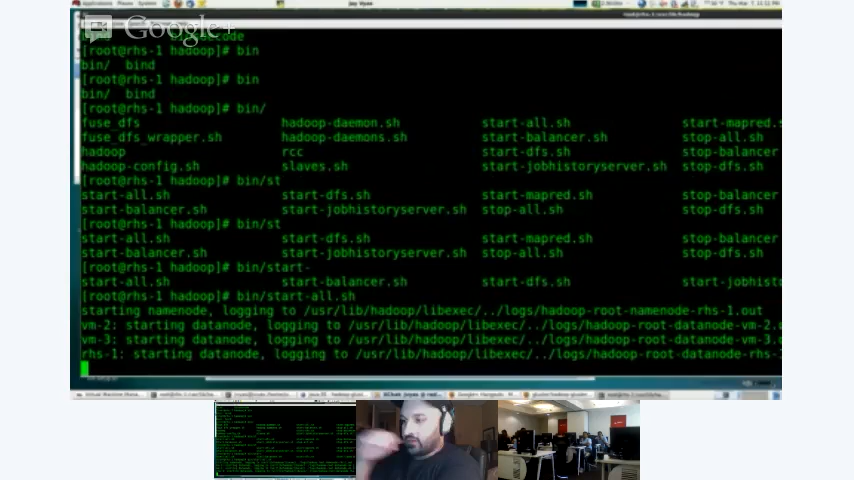 Applications Places System
Google+
[root@rhs-1 hadoop]# bin
bin/ bind
[root@rhs-1 hadoop]# bin
bin/ bind
[root@rhs-1 hadoop]# bin/
fuse_dfs hadoop-daemon.sh start-all.sh start-mapred.s
fuse_dfs_wrapper.sh hadoop-daemons.sh start-balancer.sh stop-all.sh
hadoop rcc start-dfs.sh stop-balancer
hadoop-config.sh slaves.sh start-jobhistoryserver.sh stop-dfs.sh
[root@rhs-1 hadoop]# bin/st
start-all.sh start-dfs.sh start-mapred.sh stop-balancer
start-balancer.sh start-jobhistoryserver.sh stop-all.sh stop-dfs.sh
[root@rhs-1 hadoop]# bin/st
start-all.sh start-dfs.sh start-mapred.sh stop-balancer
start-balancer.sh start-jobhistoryserver.sh stop-all.sh stop-dfs.sh
[root@rhs-1 hadoop]# bin/start-
start-all.sh start-balancer.sh start-dfs.sh start-jobhisto
[root@rhs-1 hadoop]# bin/start-all.sh
starting namenode, logging to /usr/lib/hadoop/libexec/../logs/hadoop-root-namenode-rhs-1.out
vm-2: starting datanode, logging to /usr/lib/hadoop/libexec/../logs/hadoop-root-datanode-vm-2.
vm-3: starting datanode, logging to /usr/lib/hadoop/libexec/../logs/hadoop-root-datanode-vm-3.
rhs-1: starting datanode, logging to /usr/lib/hadoop/libexec/../logs/hadoop-root-datanode-rhs-